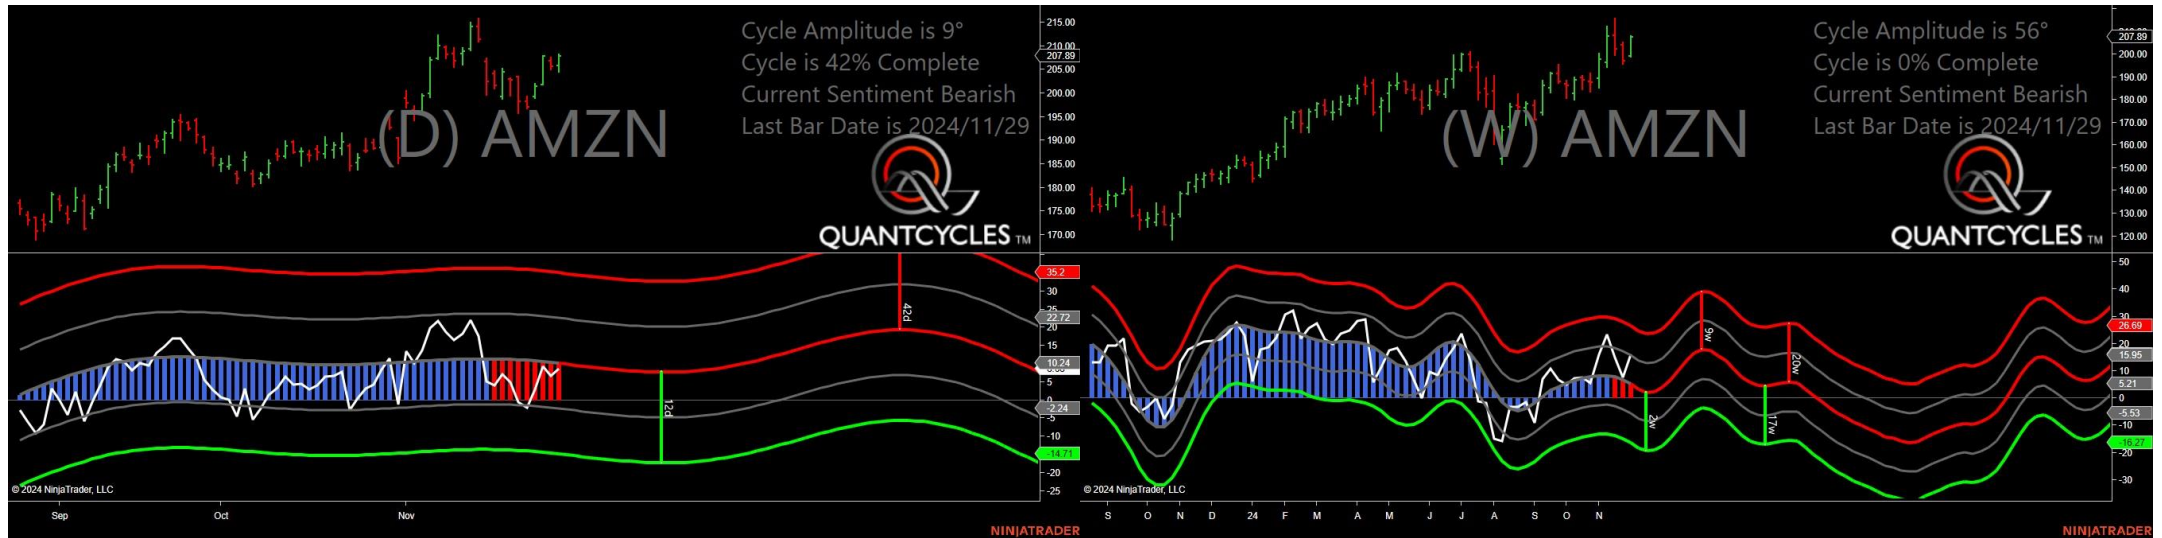 Cycle Amplitude is 9°
Cycle is 42% Complete
Current Sentiment Bearish
Last Bar Date is 2024/11/29
(D) AMZN
QUANTCYCLES TM
215.00
210.00
207.89
205.00
200.00
195.00
190.00
185.00
180.00
175.00
170.00
35.2
30
22.72
20
15
10.24
5
0
-2.24
-5
-10
-14.71
-20
-25
42d
12d
© 2024 NinjaTrader, LLC
Sep Oct Nov
NINJATRADER
Cycle Amplitude is 56°
Cycle is 0% Complete
Current Sentiment Bearish
Last Bar Date is 2024/11/29
(W) AMZN
QUANTCYCLES TM
207.89
200.00
190.00
180.00
170.00
160.00
150.00
140.00
130.00
120.00
50
40
30
26.69
20
15.95
10
5.21
0
-5.53
-10
-16.27
-20
-30
9w
20w
2w
17w
© 2024 NinjaTrader, LLC
S O N D 24 F M A M J J A S O N
NINJATRADER